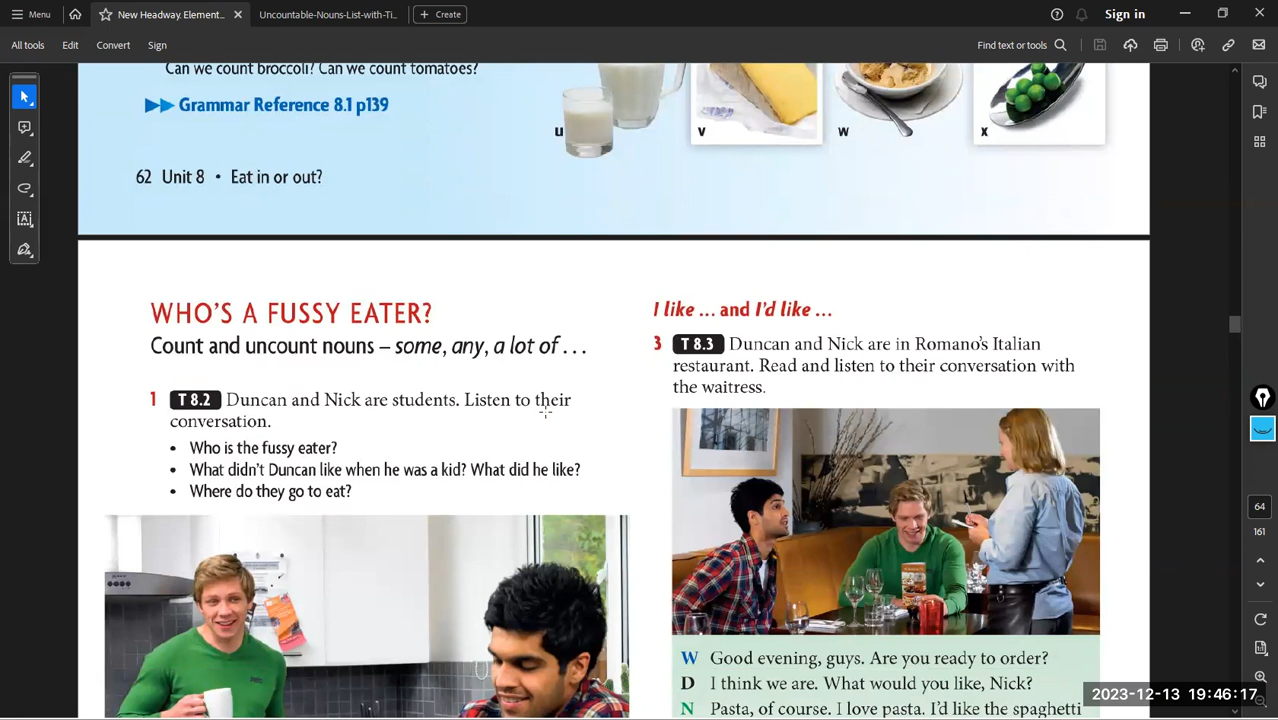 Menu
New Headway. Element...
Uncountable-Nouns-List-with-Ti...
Create
Sign in
All tools
Edit
Convert
Sign
Find text or tools
Can we count broccoli? Can we count tomatoes?
Grammar Reference 8.1 p139
u
v
w
x
62 Unit 8 • Eat in or out?
WHO'S A FUSSY EATER?
Count and uncount nouns – some, any, a lot of . . .
1 T 8.2 Duncan and Nick are students. Listen to their
conversation.
• Who is the fussy eater?
• What didn't Duncan like when he was a kid? What did he like?
• Where do they go to eat?
I like ... and I'd like ...
3 T 8.3 Duncan and Nick are in Romano's Italian
restaurant. Read and listen to their conversation with
the waitress.
W Good evening, guys. Are you ready to order?
D I think we are. What would you like, Nick?
N Pasta, of course. I love pasta. I'd like the spaghetti
64
161
2023-12-13 19:46:17